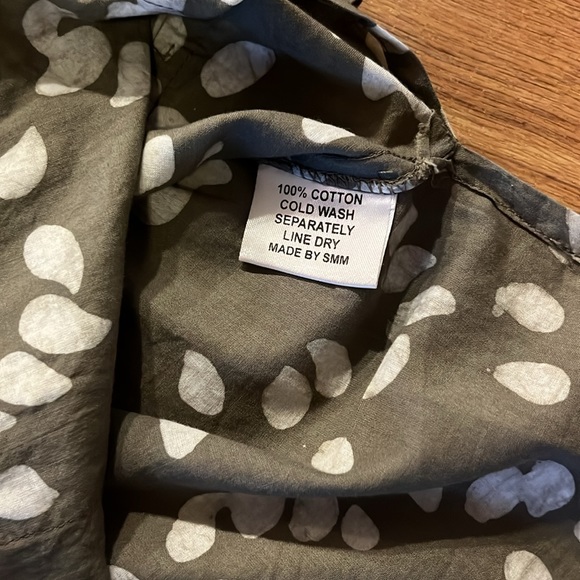 100% COTTON
COLD WASH
SEPARATELY
LINE DRY
MADE BY SMM